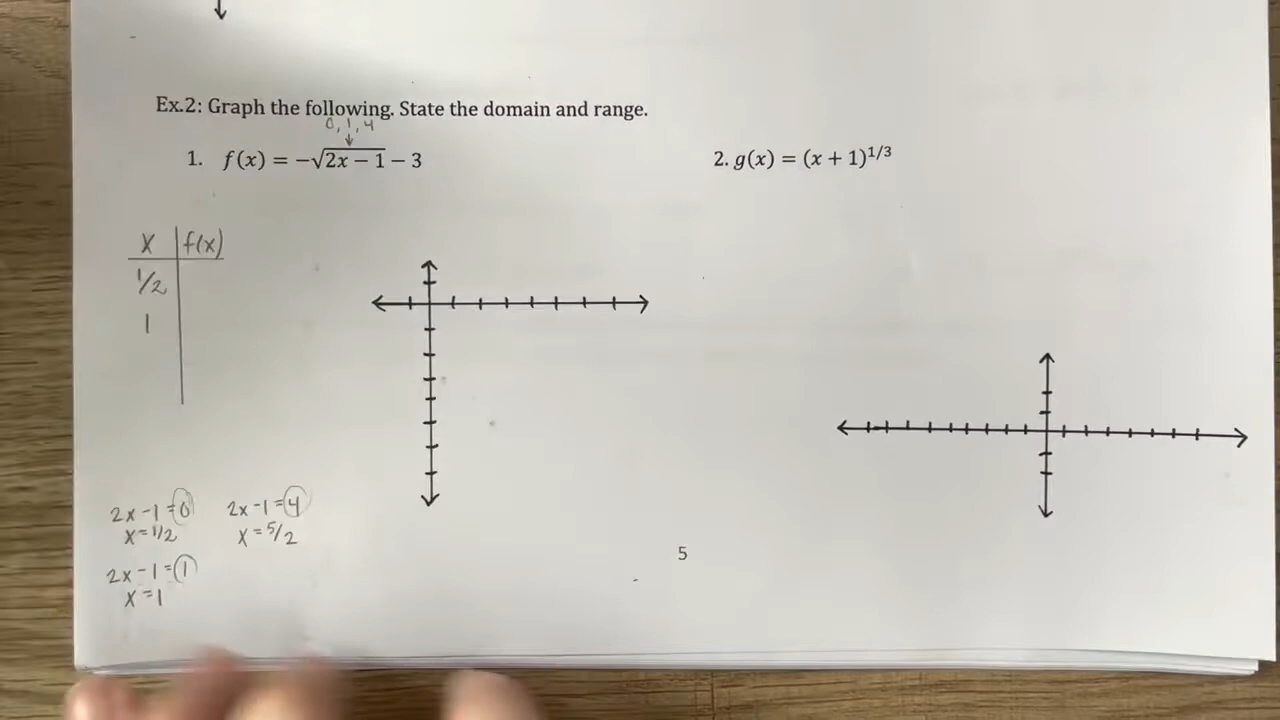 Ex.2: Graph the following. State the domain and range.
0, 1, 4
1. f(x) = −√2x − 1 − 3
2. g(x) = (x + 1)^1/3
x | f(x)
1/2
1
2x-1=0
x=1/2
2x-1=4
x=5/2
2x-1=1
x=1
5